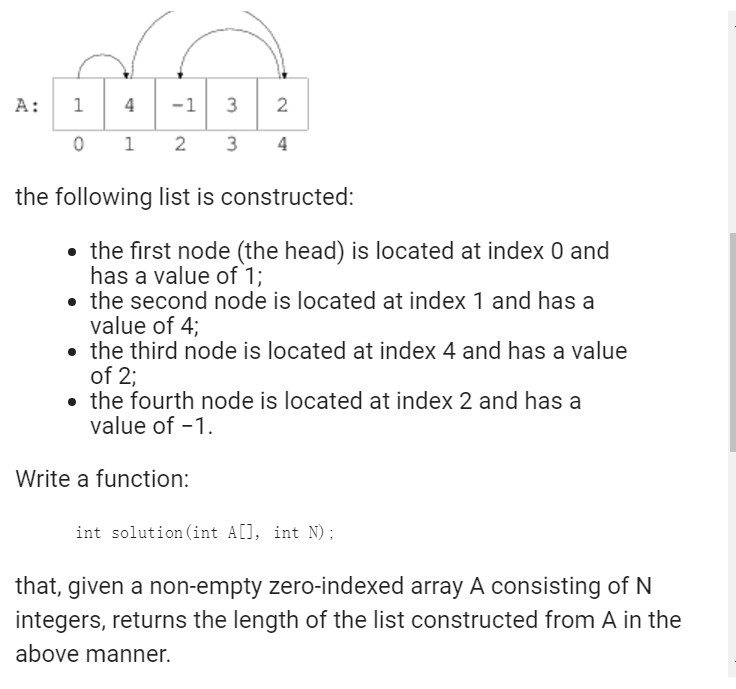 A: 1 4 −1 3 2
0 1 2 3 4
the following list is constructed:
• the first node (the head) is located at index 0 and
has a value of 1;
• the second node is located at index 1 and has a
value of 4;
• the third node is located at index 4 and has a value
of 2;
• the fourth node is located at index 2 and has a
value of −1.
Write a function:
int solution(int A[], int N);
that, given a non-empty zero-indexed array A consisting of N
integers, returns the length of the list constructed from A in the
above manner.